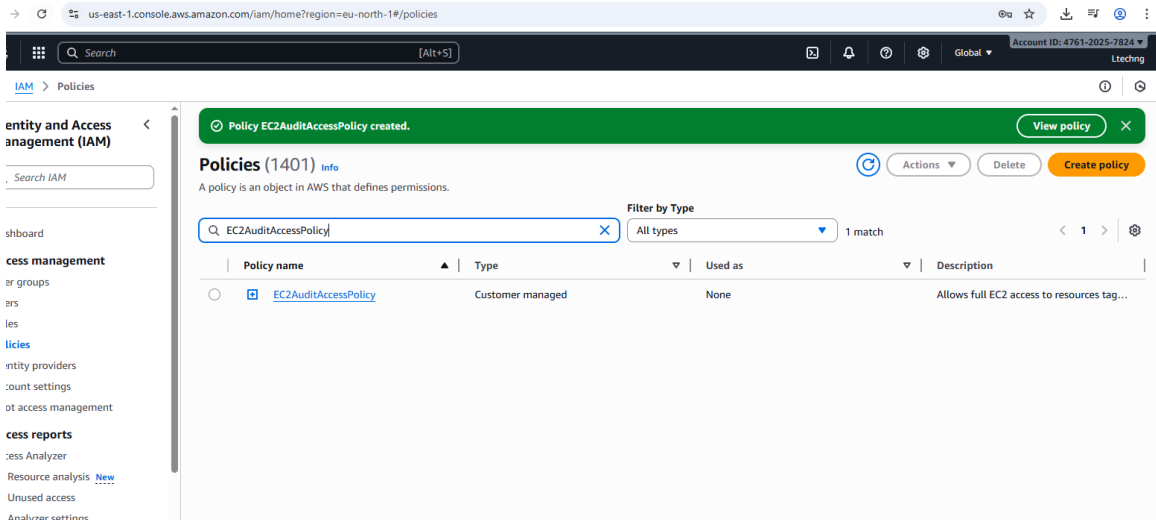 us-east-1.console.aws.amazon.com/iam/home?region=eu-north-1#/policies
Search [Alt+S] Global Account ID: 4761-2025-7824
Ltechng
IAM > Policies
entity and Access
anagement (IAM)
Search IAM
shboard
cess management
er groups
ers
les
licies
entity providers
count settings
ot access management
cess reports
cess Analyzer
Resource analysis New
Unused access
Analyzer settings
Policy EC2AuditAccessPolicy created. View policy
Policies (1401) Info
Actions Delete Create policy
A policy is an object in AWS that defines permissions.
Filter by Type
EC2AuditAccessPolicy All types 1 match 1
Policy name Type Used as Description
EC2AuditAccessPolicy Customer managed None Allows full EC2 access to resources tag...